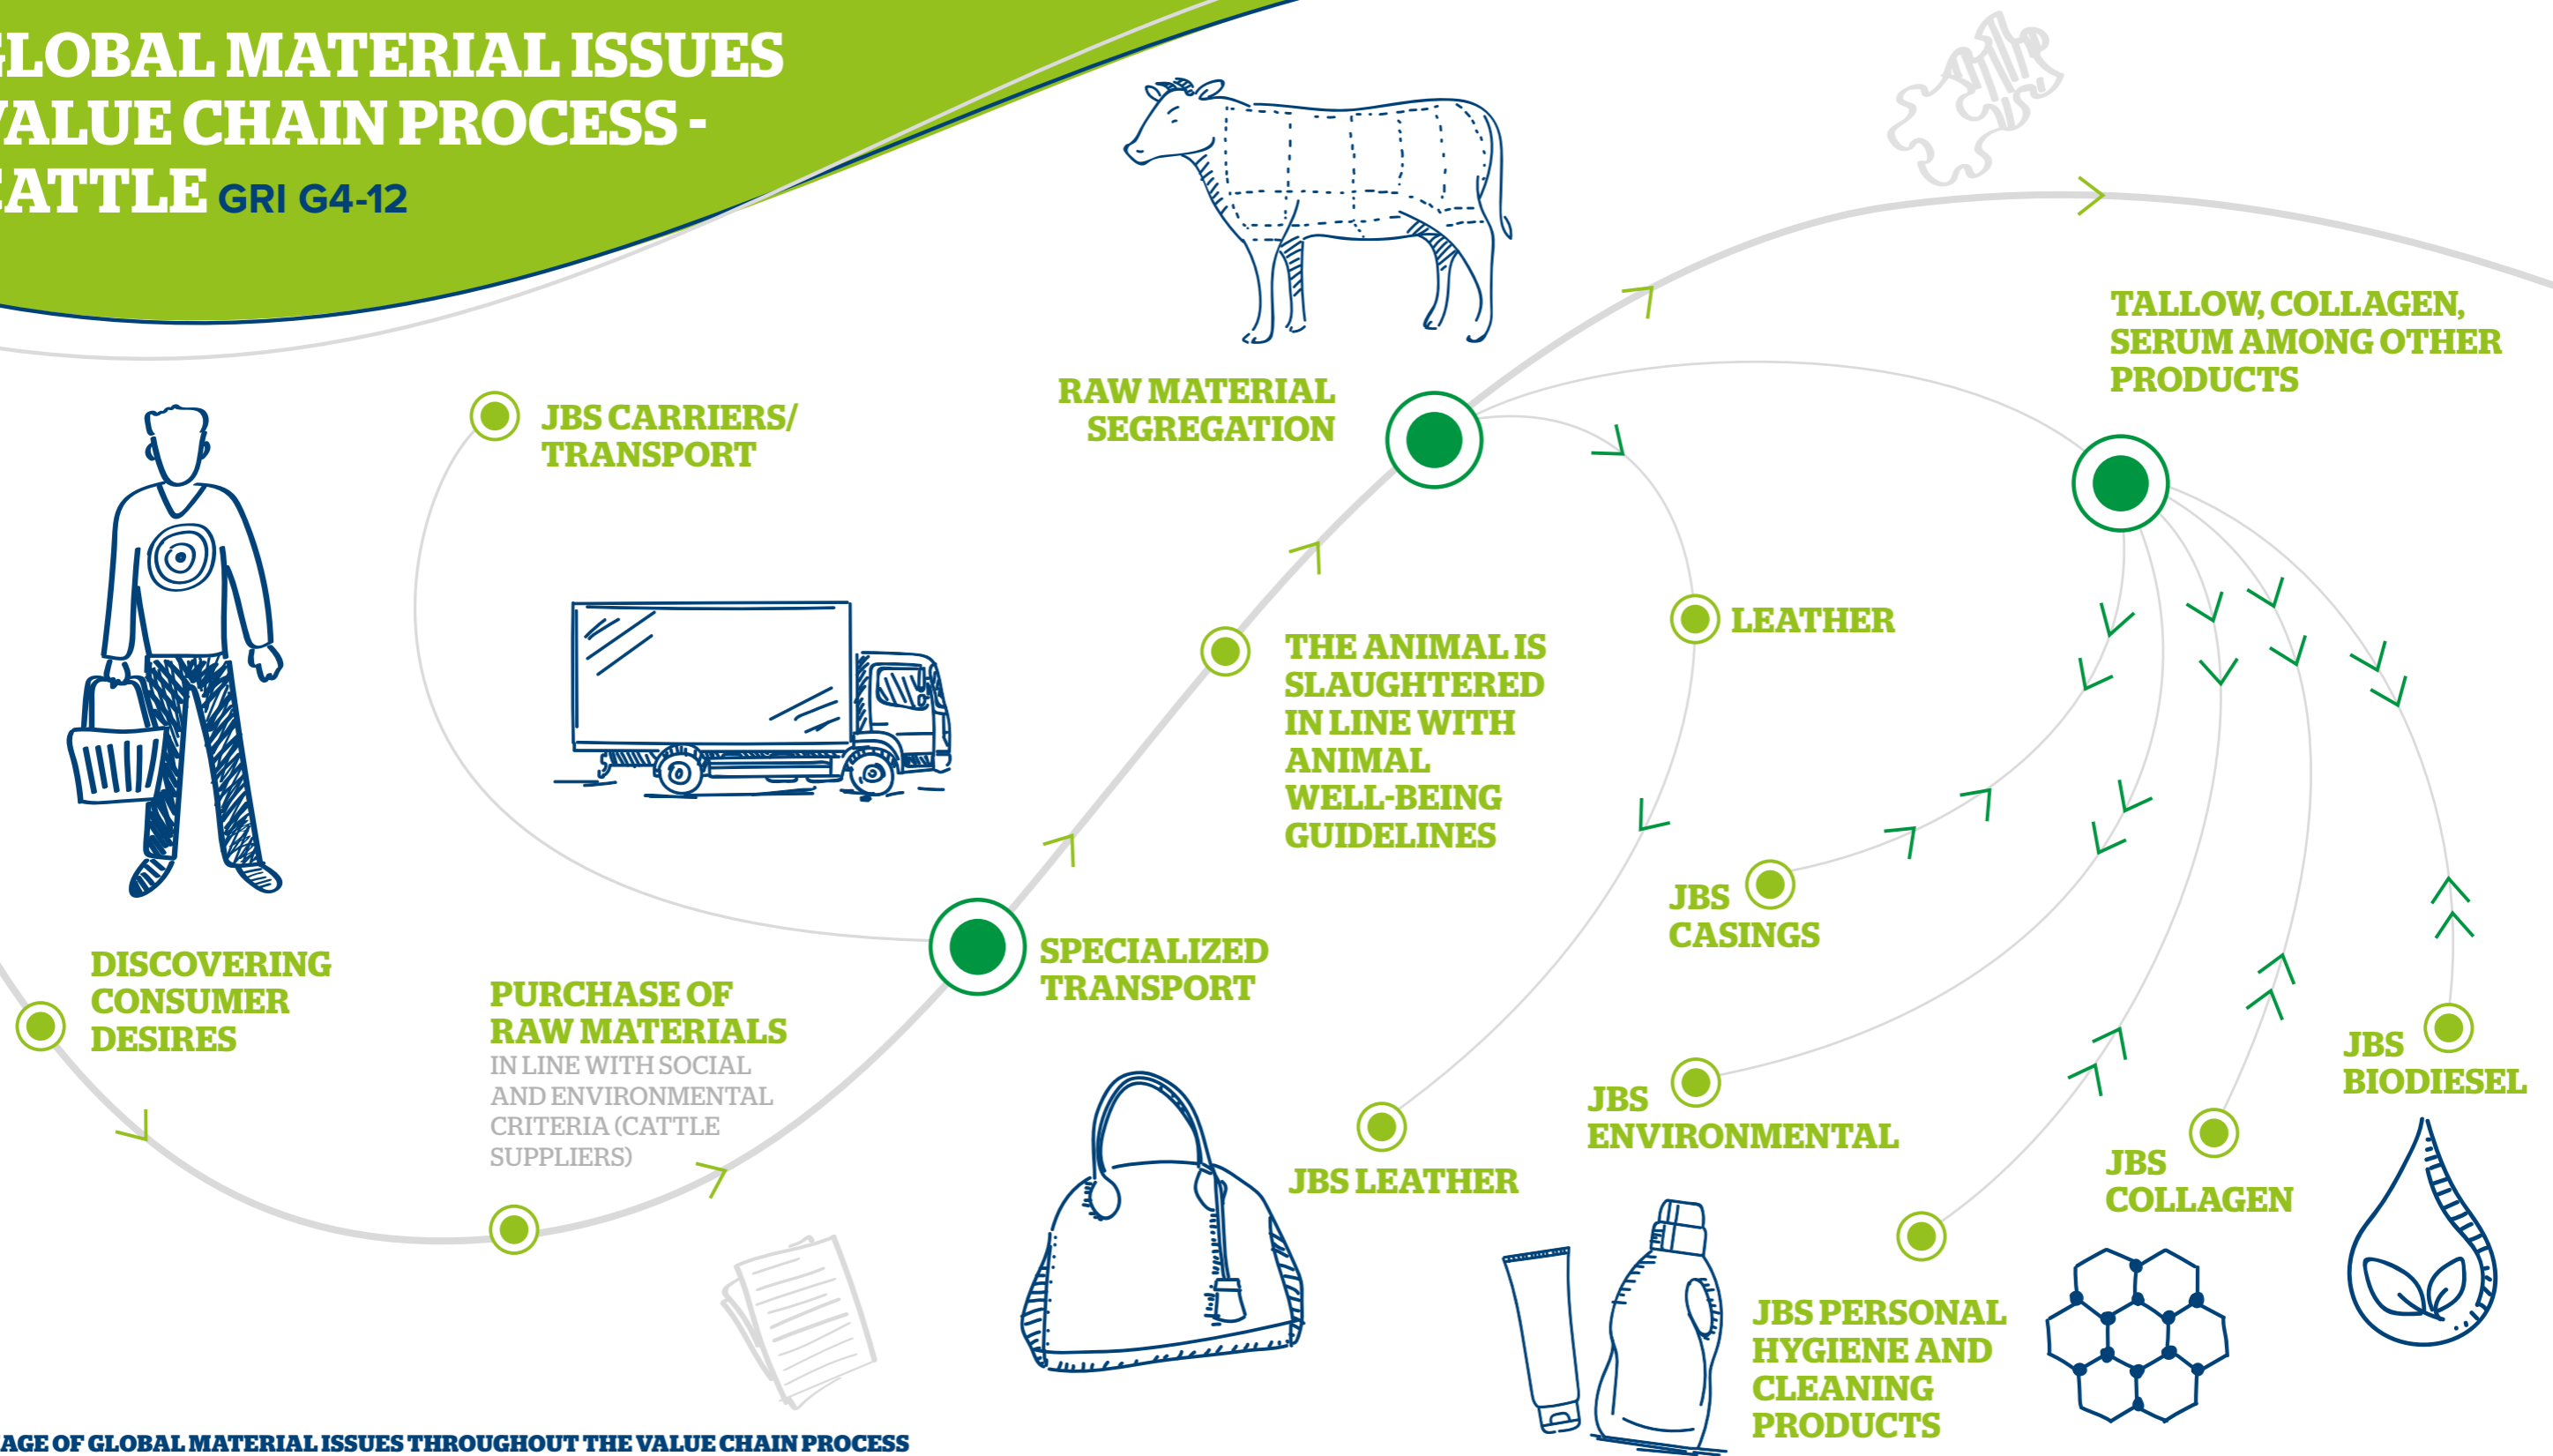 GLOBAL MATERIAL ISSUES
VALUE CHAIN PROCESS -
CATTLE GRI G4-12
JBS CARRIERS/
TRANSPORT
RAW MATERIAL
SEGREGATION
TALLOW, COLLAGEN,
SERUM AMONG OTHER
PRODUCTS
LEATHER
THE ANIMAL IS
SLAUGHTERED
IN LINE WITH
ANIMAL
WELL-BEING
GUIDELINES
DISCOVERING
CONSUMER
DESIRES
PURCHASE OF
RAW MATERIALS
IN LINE WITH SOCIAL
AND ENVIRONMENTAL
CRITERIA (CATTLE
SUPPLIERS)
SPECIALIZED
TRANSPORT
JBS
CASINGS
JBS LEATHER
JBS
ENVIRONMENTAL
JBS PERSONAL
HYGIENE AND
CLEANING
PRODUCTS
JBS
COLLAGEN
JBS
BIODIESEL
AGE OF GLOBAL MATERIAL ISSUES THROUGHOUT THE VALUE CHAIN PROCESS